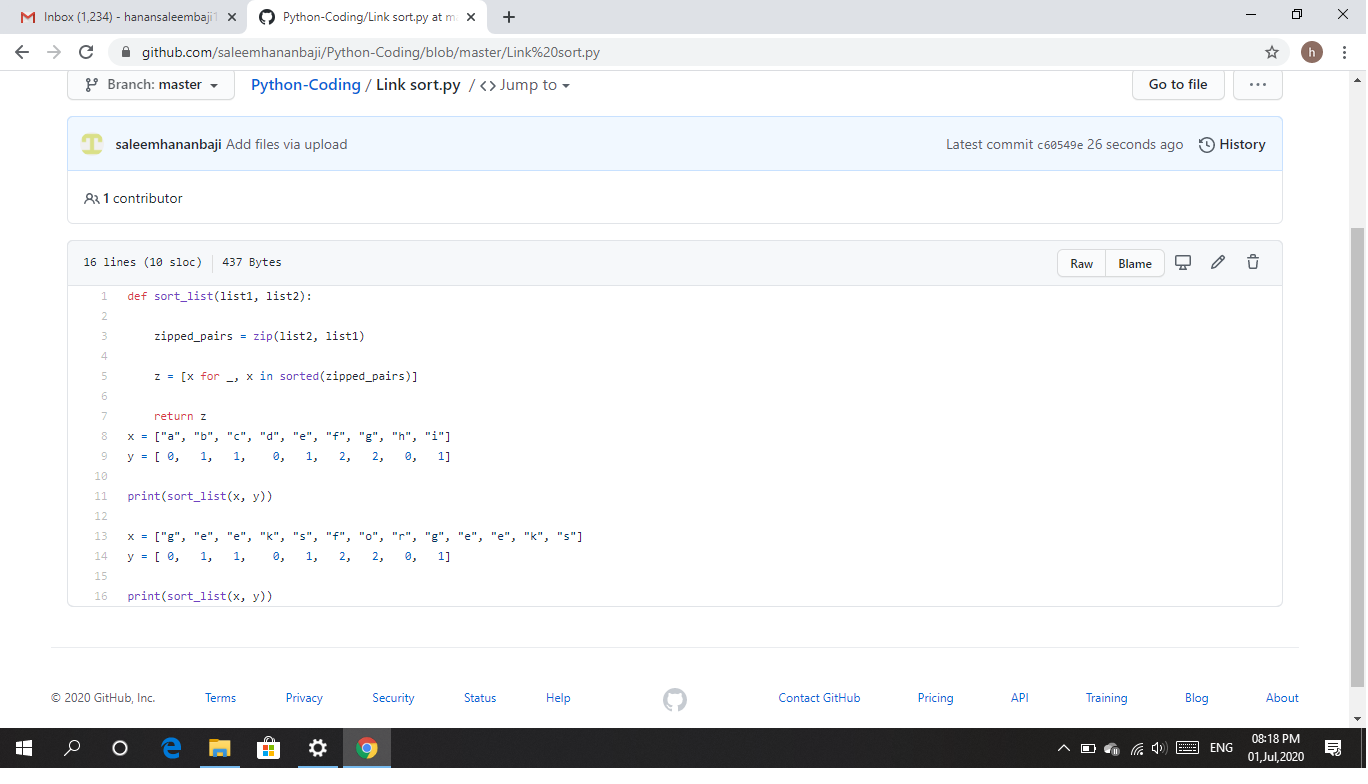 Inbox (1,234) - hanansaleembaji1
Python-Coding/Link sort.py at ma
github.com/saleemhananbaji/Python-Coding/blob/master/Link%20sort.py
h
Branch: master
Python-Coding / Link sort.py / <> Jump to
Go to file
...
saleemhananbaji Add files via upload
Latest commit c60549e 26 seconds ago
History
1 contributor
16 lines (10 sloc) 437 Bytes
Raw
Blame
1 def sort_list(list1, list2):
2
3     zipped_pairs = zip(list2, list1)
4
5     z = [x for _, x in sorted(zipped_pairs)]
6
7     return z
8 x = ["a", "b", "c", "d", "e", "f", "g", "h", "i"]
9 y = [ 0,   1,   1,    0,   1,   2,   2,   0,   1]
10
11 print(sort_list(x, y))
12
13 x = ["g", "e", "e", "k", "s", "f", "o", "r", "g", "e", "e", "k", "s"]
14 y = [ 0,   1,   1,    0,   1,   2,   2,   0,   1]
15
16 print(sort_list(x, y))
© 2020 GitHub, Inc.
Terms
Privacy
Security
Status
Help
Contact GitHub
Pricing
API
Training
Blog
About
ENG
08:18 PM
01,Jul,2020